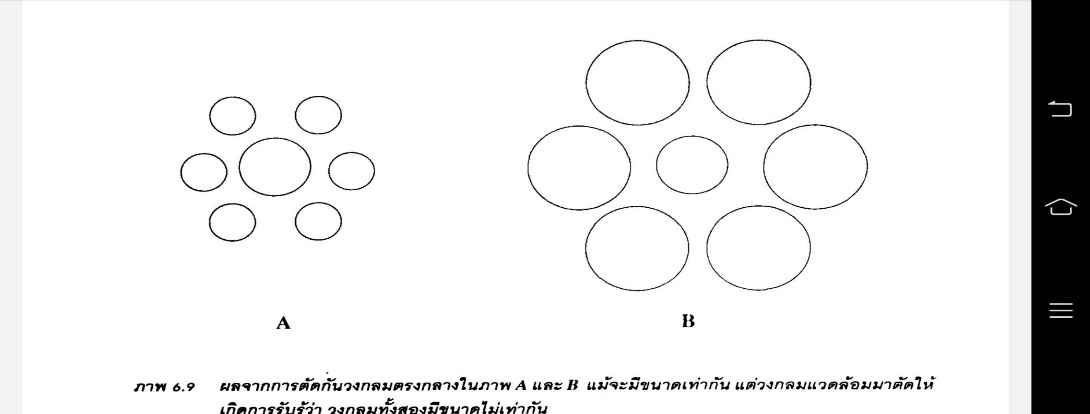 A
B
ภาพ 6.9 ผลจากการตัดกันวงกลมตรงกลางในภาพ A และ B แม้จะมีขนาดเท่ากัน แต่วงกลมแวดล้อมมาตัดให้
เกิดการรับรู้ว่า วงกลมทั้งสองมีขนาดไม่เท่ากัน